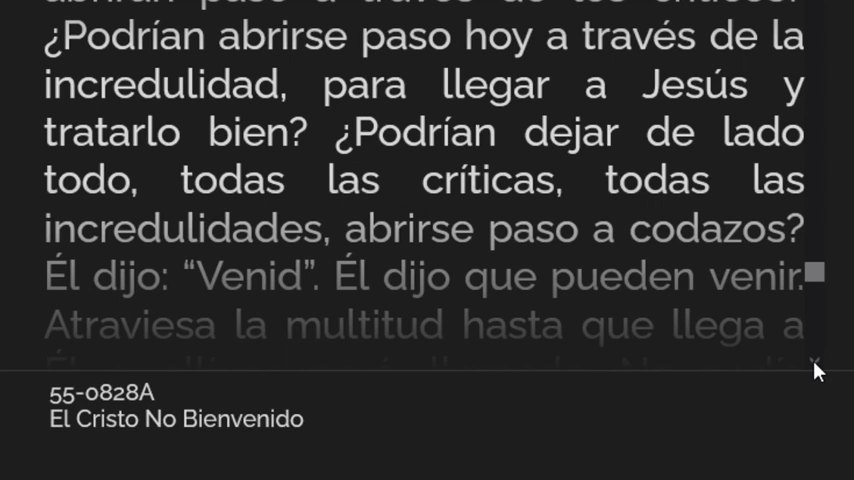 ¿Podrían abrirse paso hoy a través de la
incredulidad, para llegar a Jesús y
tratarlo bien? ¿Podrían dejar de lado
todo, todas las críticas, todas las
incredulidades, abrirse paso a codazos?
Él dijo: “Venid”. Él dijo que pueden venir.
Atraviesa la multitud hasta que llega a
55-0828A
El Cristo No Bienvenido